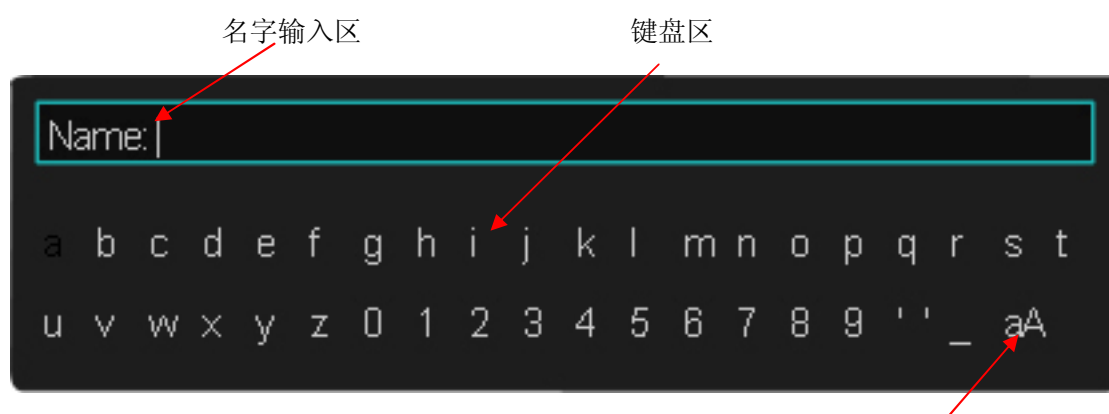 名字输入区 键盘区
Name:
a b c d e f g h i j k l m n o p q r s t
u v w x y z 0 1 2 3 4 5 6 7 8 9 ' ' _ aA